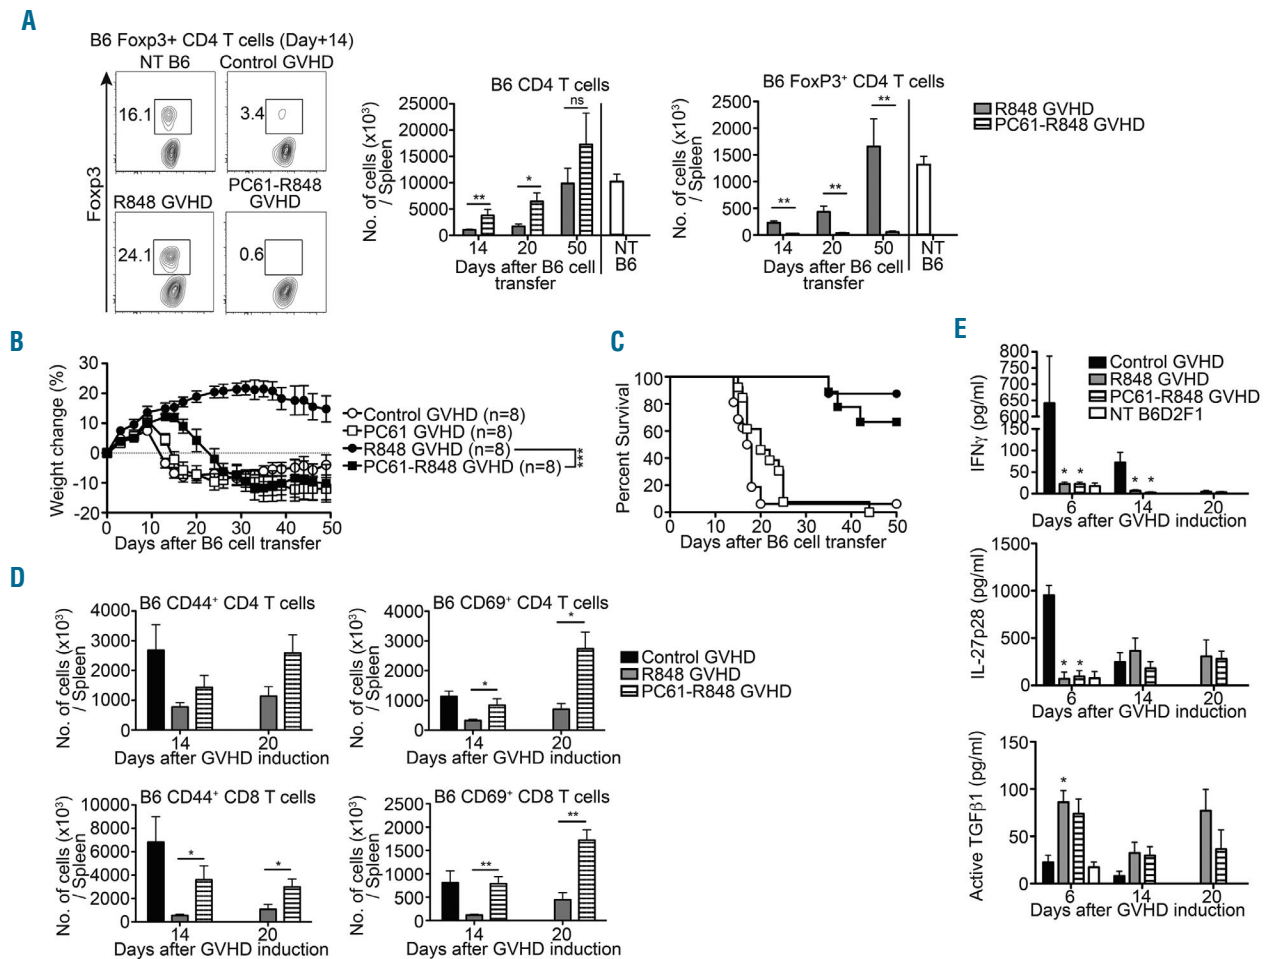 A
B6 Foxp3+ CD4 T cells (Day+14)
NT B6
Control GVHD
16.1
3.4
R848 GVHD
PC61-R848
GVHD
24.1
0.6
Foxp3
B6 CD4 T cells
No. of cells (x10³)
/ Spleen
25000
20000
15000
10000
5000
0
**
*
ns
14
20
50
NT
B6
Days after B6 cell
transfer
B6 FoxP3⁺ CD4 T cells
No. of cells (x10³)
/ Spleen
2500
2000
1500
1000
500
0
**
**
**
14
20
50
NT
B6
Days after B6 cell
transfer
R848 GVHD
PC61-R848 GVHD
B
Weight change (%)
30
20
10
0
-10
-20
0
10
20
30
40
50
Days after B6 cell transfer
Control GVHD (n=8)
PC61 GVHD (n=8)
R848 GVHD (n=8)
PC61-R848 GVHD (n=8)
***
C
Percent Survival
100
80
60
40
20
0
0
10
20
30
40
50
Days after B6 cell transfer
D
B6 CD44⁺ CD4 T cells
No. of cells (x10³)
/ Spleen
4000
3000
2000
1000
0
14
20
Days after GVHD induction
B6 CD69⁺ CD4 T cells
No. of cells (x10³)
/ Spleen
4000
3000
2000
1000
0
*
*
14
20
Days after GVHD induction
Control GVHD
R848 GVHD
PC61-R848 GVHD
B6 CD44⁺ CD8 T cells
No. of cells (x10³)
/ Spleen
10000
8000
6000
4000
2000
0
*
*
14
20
Days after GVHD induction
B6 CD69⁺ CD8 T cells
No. of cells (x10³)
/ Spleen
2500
2000
1500
1000
500
0
**
**
14
20
Days after GVHD induction
E
IFNγ (pg/ml)
800
750
700
650
600
150
100
50
0
* *
* *
6
14
20
Days after GVHD induction
Control GVHD
R848 GVHD
PC61-R848 GVHD
NT B6D2F1
IL-27p28 (pg/ml)
1500
1000
500
0
* *
6
14
20
Days after GVHD induction
Active TGFβ1 (pg/ml)
150
100
50
0
*
6
14
20
Days after GVHD induction